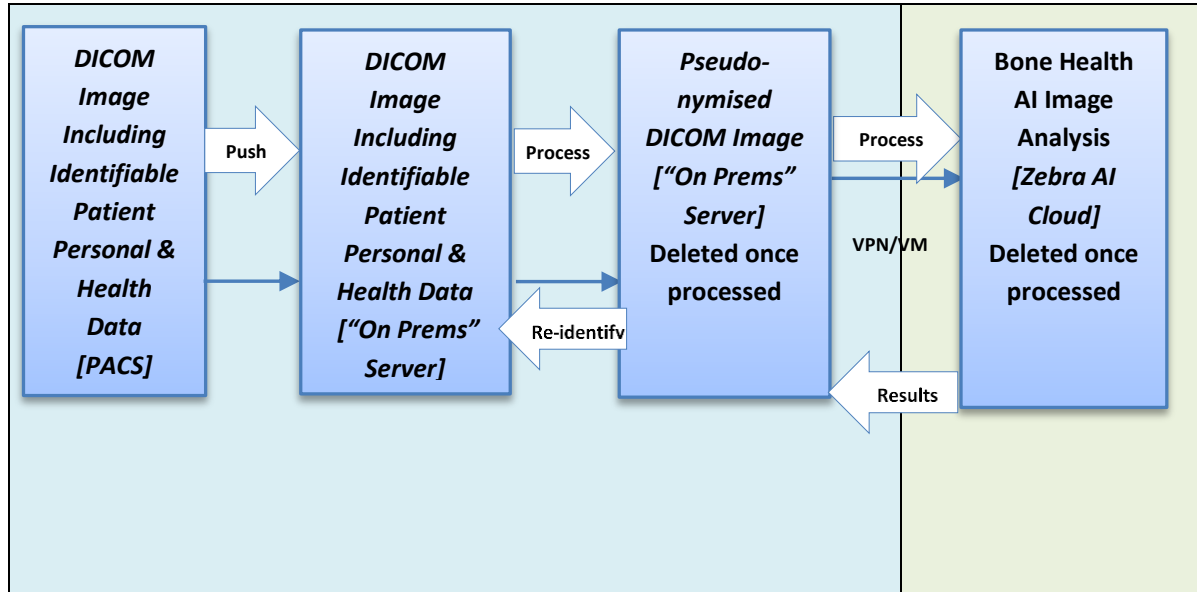 DICOM
Image
Including
Identifiable
Patient
Personal &
Health
Data
[PACS]
Push
DICOM
Image
Including
Identifiable
Patient
Personal &
Health Data
[“On Prems”
Server]
Process
Re-identify
Pseudo-
nymised
DICOM Image
[“On Prems”
Server]
Deleted once
processed
Process
VPN/VM
Results
Bone Health
AI Image
Analysis
[Zebra AI
Cloud]
Deleted once
processed